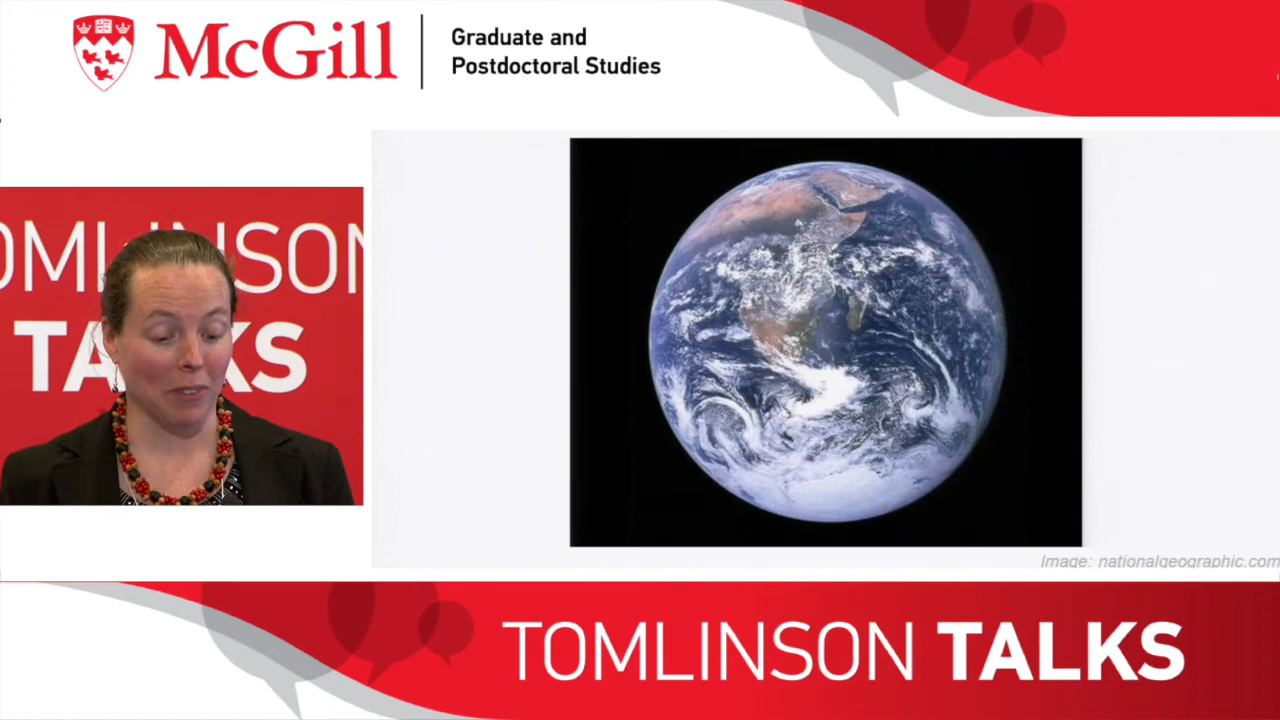 McGill
Graduate and
Postdoctoral Studies
TOMLINSON
TALKS
Image: nationalgeographic.com
TOMLINSON TALKS